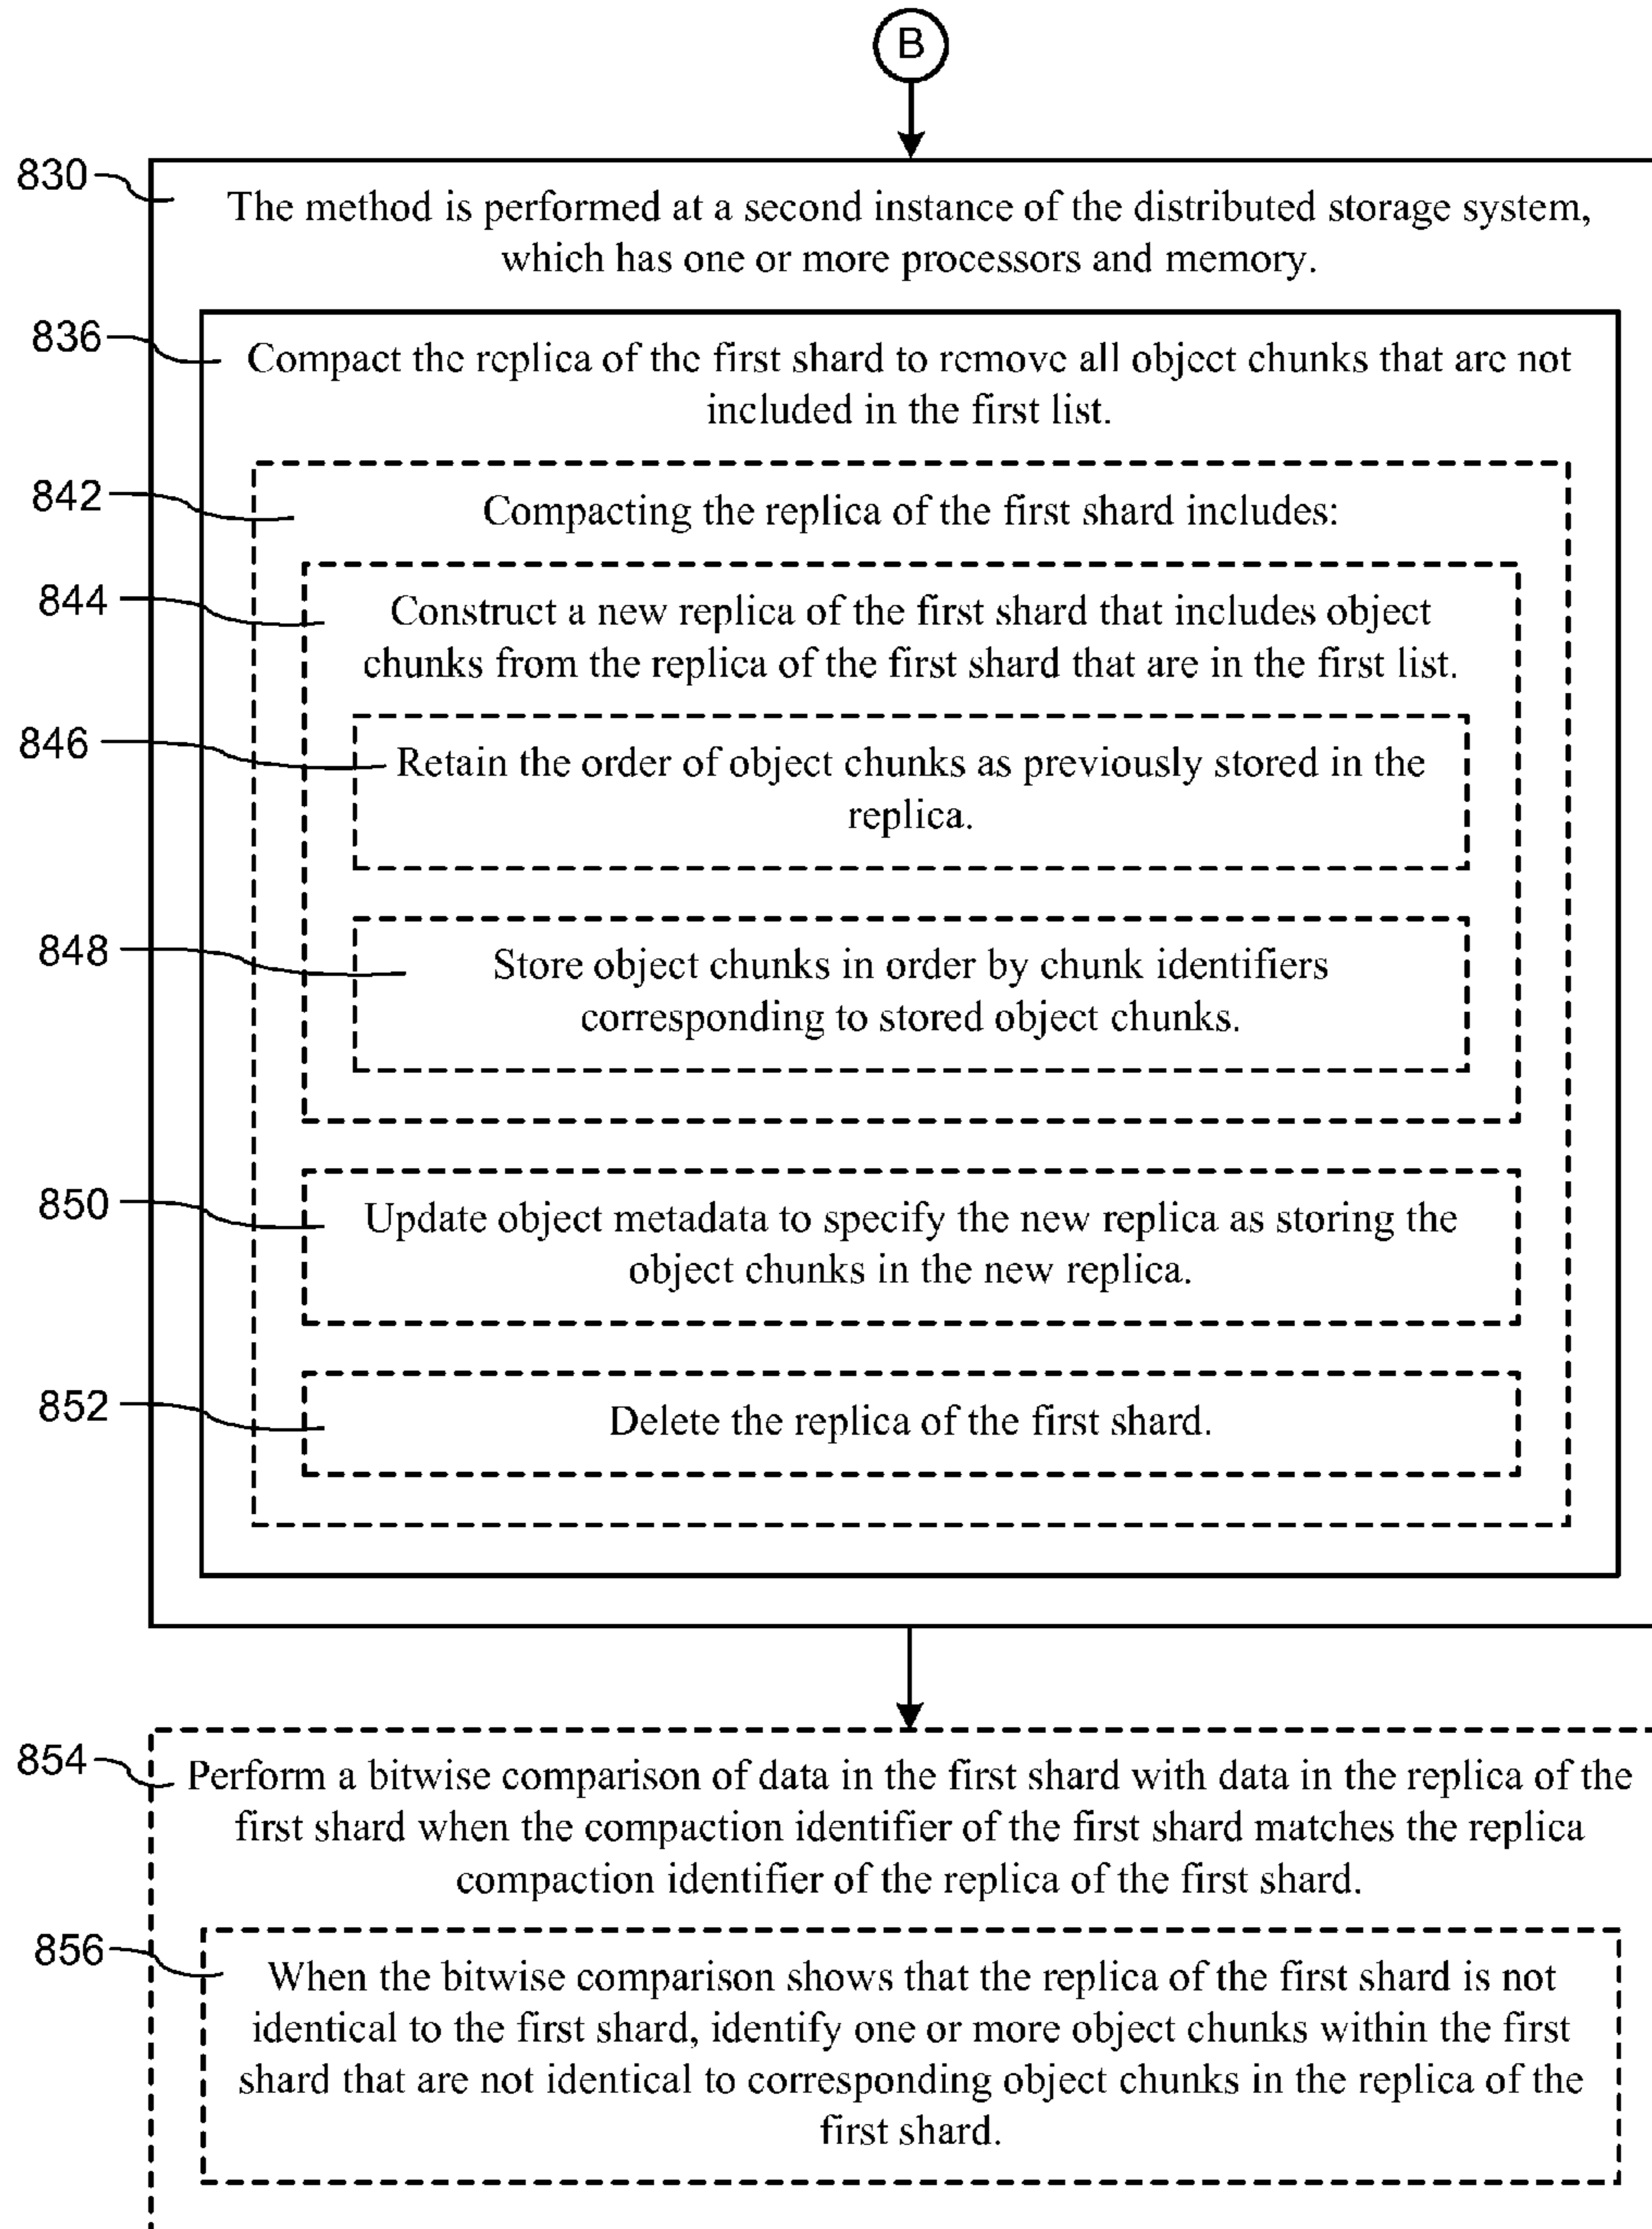 B
830
The method is performed at a second instance of the distributed storage system,
which has one or more processors and memory.
836
Compact the replica of the first shard to remove all object chunks that are not
included in the first list.
842
Compacting the replica of the first shard includes:
844
Construct a new replica of the first shard that includes object
chunks from the replica of the first shard that are in the first list.
846
Retain the order of object chunks as previously stored in the
replica.
848
Store object chunks in order by chunk identifiers
corresponding to stored object chunks.
850
Update object metadata to specify the new replica as storing the
object chunks in the new replica.
852
Delete the replica of the first shard.
854
Perform a bitwise comparison of data in the first shard with data in the replica of the
first shard when the compaction identifier of the first shard matches the replica
compaction identifier of the replica of the first shard.
856
When the bitwise comparison shows that the replica of the first shard is not
identical to the first shard, identify one or more object chunks within the first
shard that are not identical to corresponding object chunks in the replica of the
first shard.